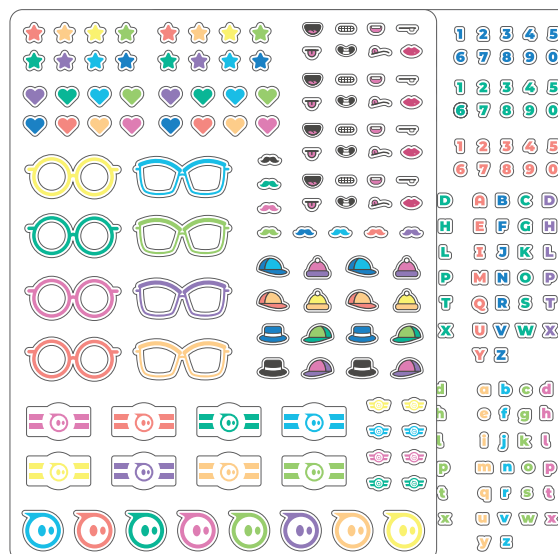 1 2 3 4 5
6 7 8 9 0
1 2 3 4 5
6 7 8 9 0
1 2 3 4 5
6 7 8 9 0
D A B C D
H E F G H
L I J K L
P M N O P
T Q R S T
X U V W X
Y Z
d a b c d
h e f g h
l i j k l
p m n o p
t q r s t
x u v w x
y z